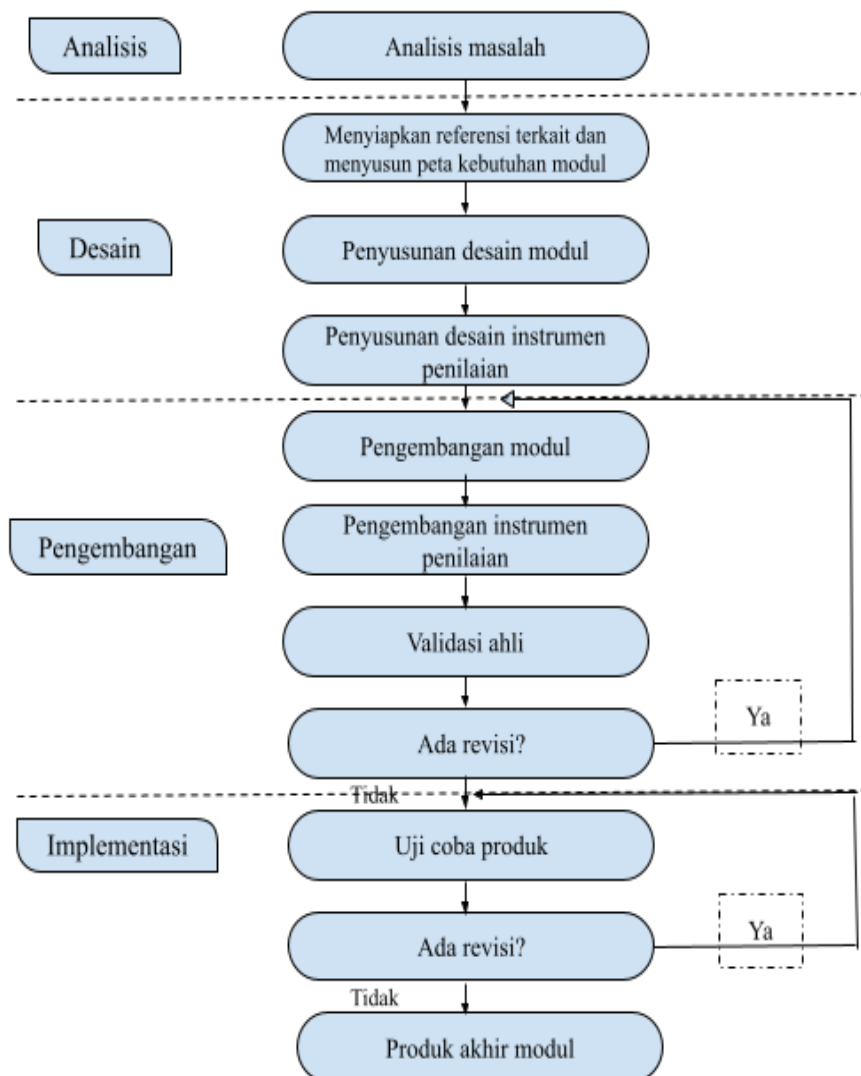 Analisis
Analisis masalah
Menyiapkan referensi terkait dan
menyusun peta kebutuhan modul
Desain
Penyusunan desain modul
Penyusunan desain instrumen
penilaian
Pengembangan modul
Pengembangan
Pengembangan instrumen
penilaian
Validasi ahli
Ada revisi?
Ya
Tidak
Implementasi
Uji coba produk
Ada revisi?
Ya
Tidak
Produk akhir modul